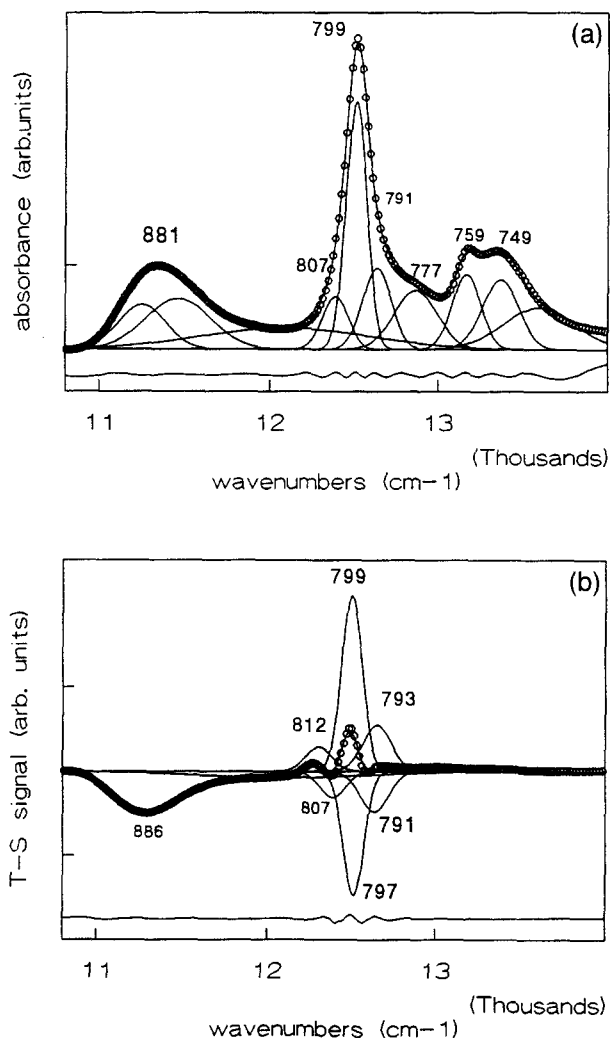 (a)
799
absorbance (arb.units)
881
791
807
777
759 749
11 12 13
(Thousands)
wavenumbers (cm-1)
(b)
799
T-S signal (arb. units)
793
812
886
807
791
797
11 12 13
(Thousands)
wavenumbers (cm-1)